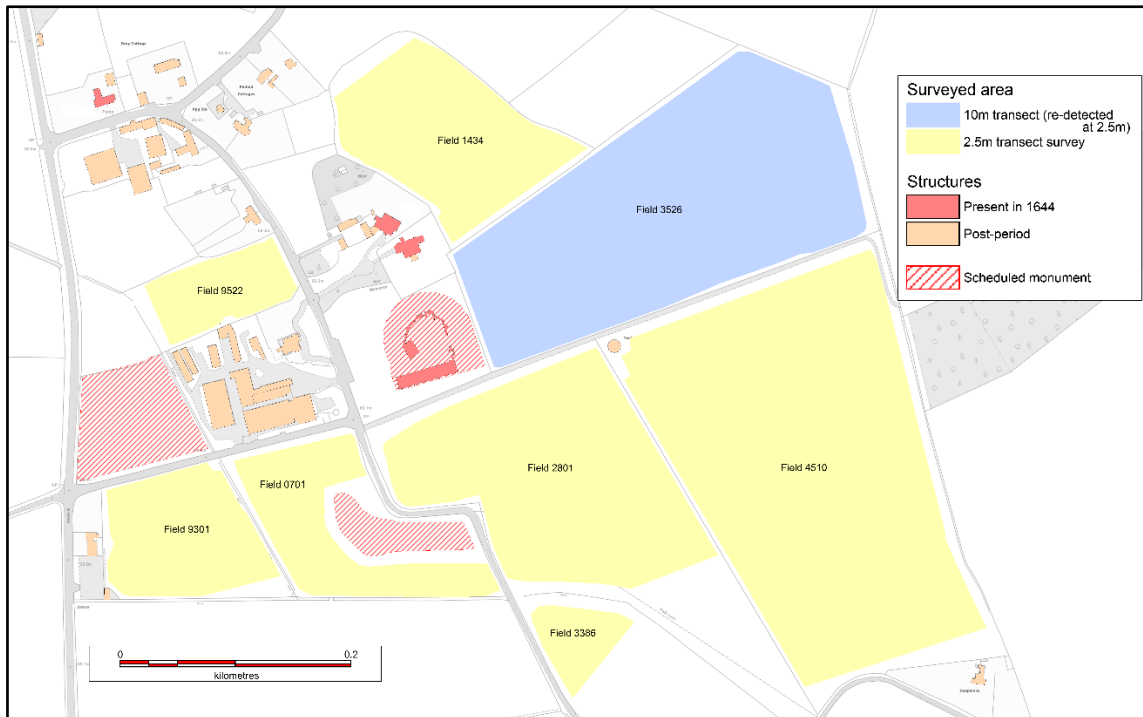 Gray Cottage
Field 1434
Field 3526
Field 9522
Field 2801
Field 4510
Field 0701
Field 9301
Field 3386
Surveyed area
10m transect (re-detected
at 2.5m)
2.5m transect survey
Structures
Present in 1644
Post-period
Scheduled monument
0
0.2
kilometres